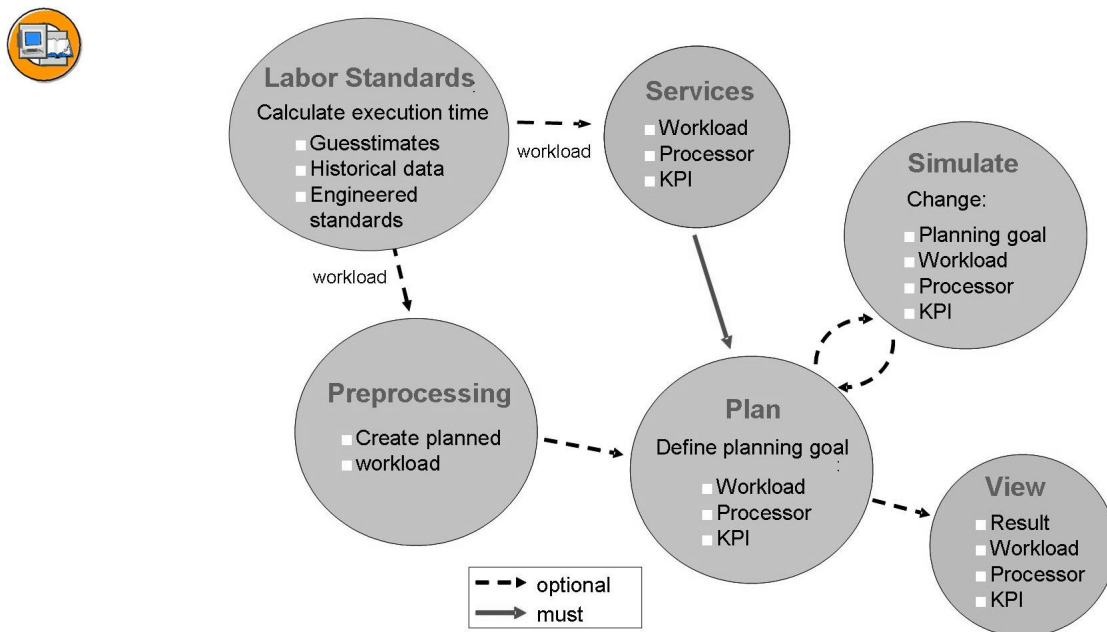 Labor Standards
:
Calculate execution time
Guesstimates
Historical data
Engineered
standards
workload
Services
Workload
Processor
KPI
Simulate
Change:
Planning goal
Workload
Processor
KPI
workload
Preprocessing
Create planned
workload
Plan
Define planning goal
:
Workload
Processor
KPI
View
Result
Workload
Processor
KPI
optional
must